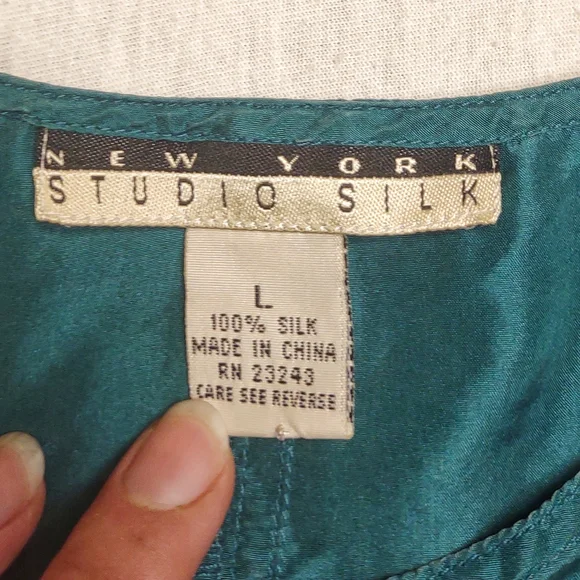 NEW YORK
STUDIO SILK
L
100% SILK
MADE IN CHINA
RN 23243
CARE SEE REVERSE